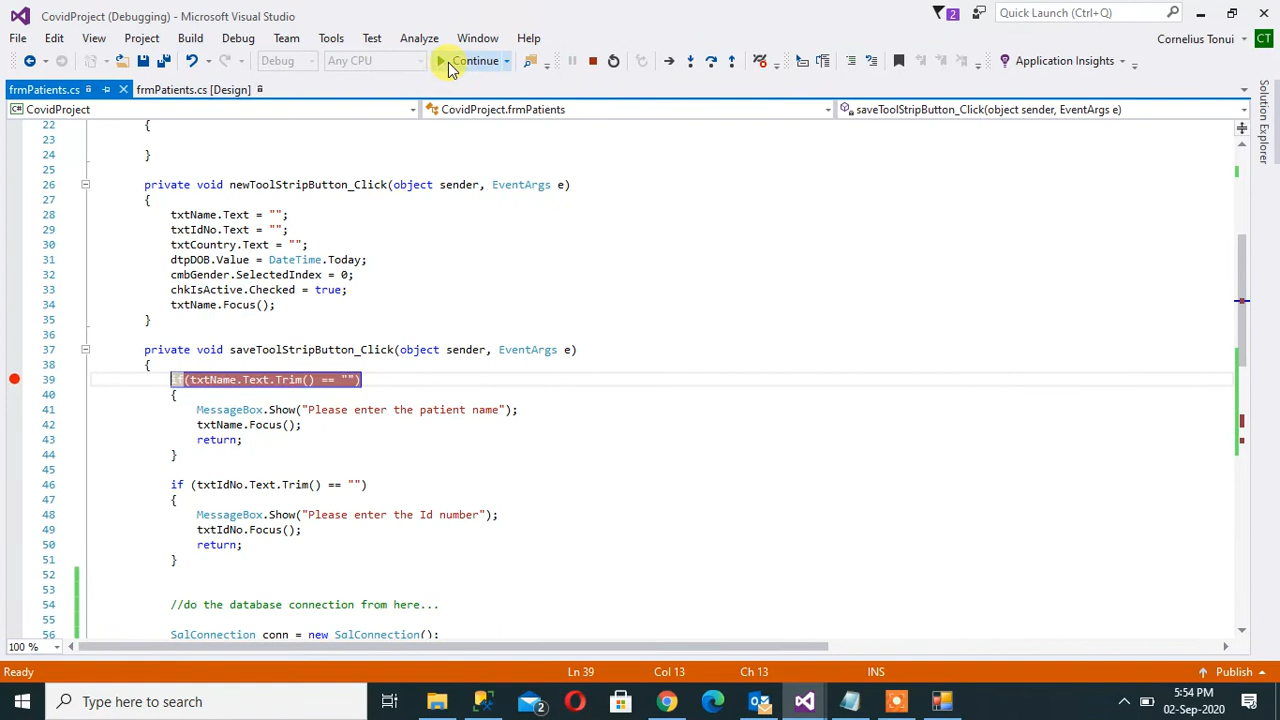 CovidProject (Debugging) - Microsoft Visual Studio
2
Quick Launch (Ctrl+Q)
File Edit View Project Build Debug Team Tools Test Analyze Window Help
Cornelius Tonui CT
Debug Any CPU Continue Application Insights
frmPatients.cs frmPatients.cs [Design]
CovidProject CovidProject.frmPatients saveToolStripButton_Click(object sender, EventArgs e)
Solution Explorer
22 {
23
24 }
25
26 private void newToolStripButton_Click(object sender, EventArgs e)
27 {
28 txtName.Text = "";
29 txtIdNo.Text = "";
30 txtCountry.Text = "";
31 dtpDOB.Value = DateTime.Today;
32 cmbGender.SelectedIndex = 0;
33 chkIsActive.Checked = true;
34 txtName.Focus();
35 }
36
37 private void saveToolStripButton_Click(object sender, EventArgs e)
38 {
39 if(txtName.Text.Trim() == "")
40 {
41 MessageBox.Show("Please enter the patient name");
42 txtName.Focus();
43 return;
44 }
45
46 if (txtIdNo.Text.Trim() == "")
47 {
48 MessageBox.Show("Please enter the Id number");
49 txtIdNo.Focus();
50 return;
51 }
52
53
54 //do the database connection from here...
55
56 SqlConnection conn = new SqlConnection();
100 %
Ready Ln 39 Col 13 Ch 13 INS Publish
Type here to search 2 5:54 PM
02-Sep-2020